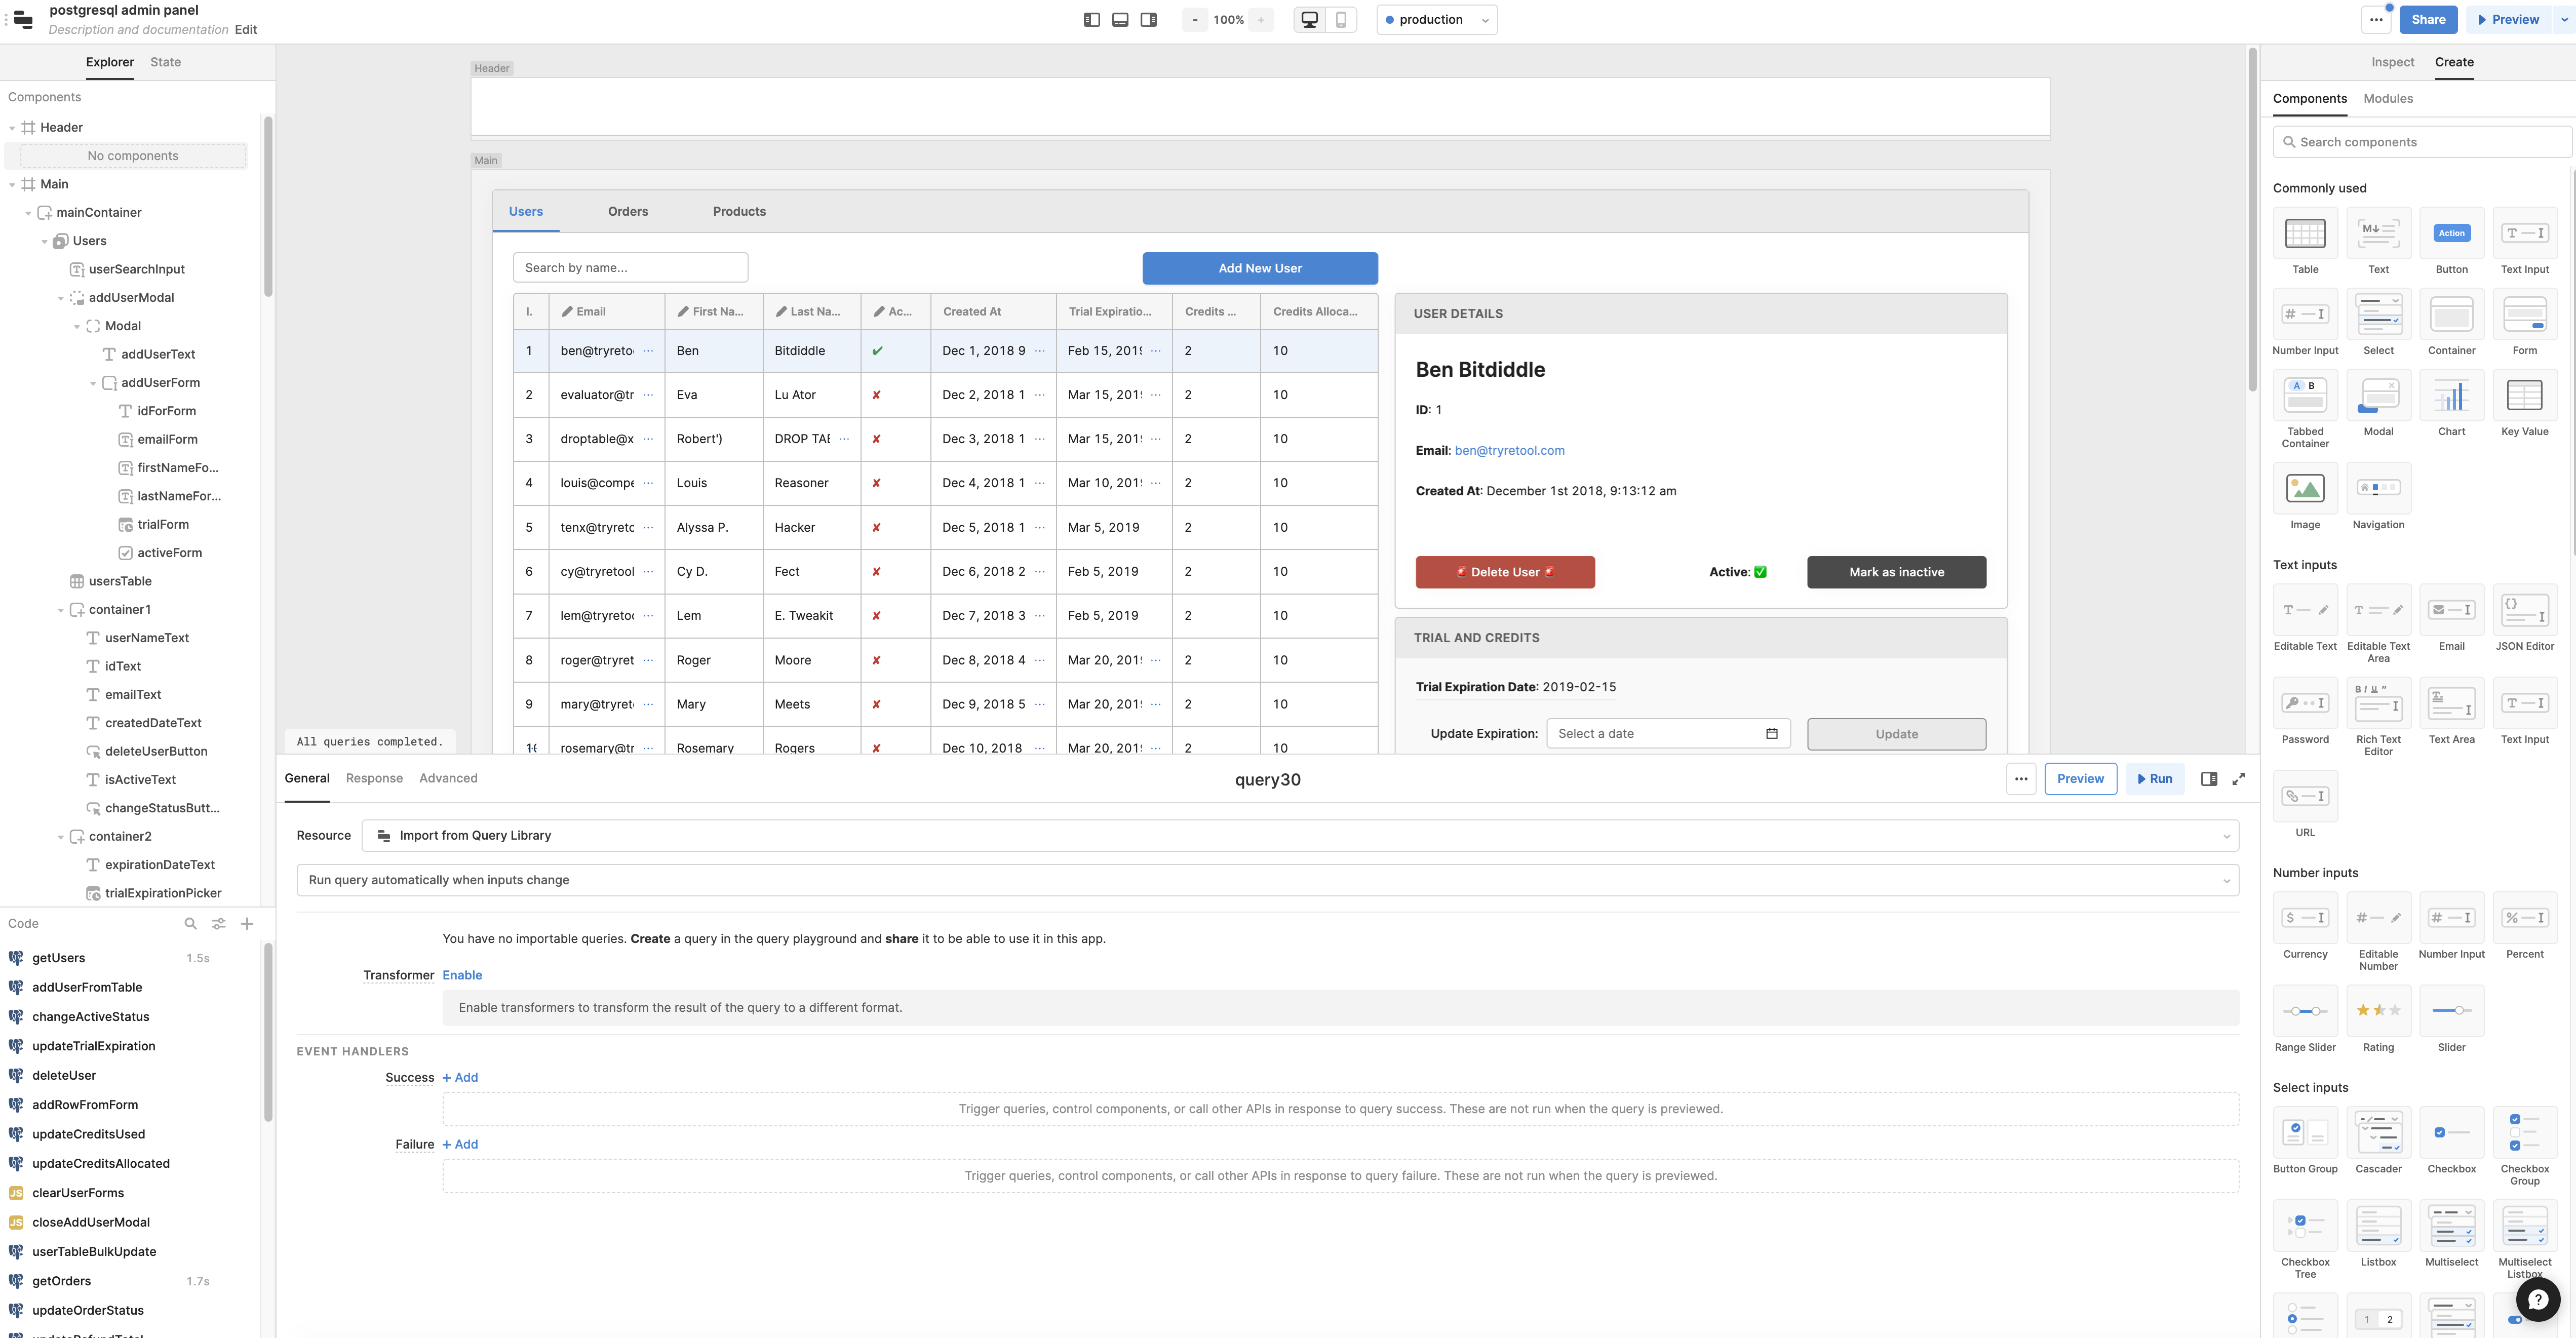 postgresql admin panel
Description and documentation Edit
- 100% +
production
Share
Preview
Explorer State
Components
Header
No components
Main
mainContainer
Users
userSearchInput
addUserModal
Modal
addUserText
addUserForm
idForForm
emailForm
firstNameFo...
lastNameFor...
trialForm
activeForm
usersTable
container1
userNameText
idText
emailText
createdDateText
deleteUserButton
isActiveText
changeStatusButt...
container2
expirationDateText
trialExpirationPicker
Code
getUsers 1.5s
addUserFromTable
changeActiveStatus
updateTrialExpiration
deleteUser
addRowFromForm
updateCreditsUsed
updateCreditsAllocated
JS clearUserForms
JS closeAddUserModal
userTableBulkUpdate
getOrders 1.7s
updateOrderStatus
Header
Main
Users Orders Products
Search by name...
Add New User
I. Email First Na... Last Na... Ac... Created At Trial Expiratio... Credits ... Credits Alloca...
1 ben@tryreto ... Ben Bitdiddle ✔ Dec 1, 2018 9 ... Feb 15, 201 ... 2 10
2 evaluator@tr ... Eva Lu Ator ✘ Dec 2, 2018 1 ... Mar 15, 201 ... 2 10
3 droptable@x ... Robert') DROP TAB ... ✘ Dec 3, 2018 1 ... Mar 15, 201 ... 2 10
4 louis@compe ... Louis Reasoner ✘ Dec 4, 2018 1 ... Mar 10, 201 ... 2 10
5 tenx@tryretc ... Alyssa P. Hacker ✘ Dec 5, 2018 1 ... Mar 5, 2019 2 10
6 cy@tryretool ... Cy D. Fect ✘ Dec 6, 2018 2 ... Feb 5, 2019 2 10
7 lem@tryretoc ... Lem E. Tweakit ✘ Dec 7, 2018 3 ... Feb 5, 2019 2 10
8 roger@tryret ... Roger Moore ✘ Dec 8, 2018 4 ... Mar 20, 201 ... 2 10
9 mary@tryret ... Mary Meets ✘ Dec 9, 2018 5 ... Mar 20, 201 ... 2 10
10 rosemary@tr ... Rosemary Rogers ✘ Dec 10, 2018 ... Mar 20, 201 ... 2 10
USER DETAILS
Ben Bitdiddle
ID: 1
Email: ben@tryretool.com
Created At: December 1st 2018, 9:13:12 am
🚨 Delete User 🚨
Active: ✅
Mark as inactive
TRIAL AND CREDITS
Trial Expiration Date: 2019-02-15
Update Expiration: Select a date Update
All queries completed.
General Response Advanced
query30
... Preview Run
Resource Import from Query Library
Run query automatically when inputs change
You have no importable queries. Create a query in the query playground and share it to be able to use it in this app.
Transformer Enable
Enable transformers to transform the result of the query to a different format.
EVENT HANDLERS
Success + Add
Trigger queries, control components, or call other APIs in response to query success. These are not run when the query is previewed.
Failure + Add
Trigger queries, control components, or call other APIs in response to query failure. These are not run when the query is previewed.
Inspect Create
Components Modules
Search components
Commonly used
Action
Table Text Button Text Input
Number Input Select Container Form
A B
Tabbed Container Modal Chart Key Value
Image Navigation
Text inputs
Editable Text Editable Text Area Email JSON Editor
Password Rich Text Editor Text Area Text Input
URL
Number inputs
Currency Editable Number Number Input Percent
Range Slider Rating Slider
Select inputs
Button Group Cascader Checkbox Checkbox Group
Checkbox Tree Listbox Multiselect Multiselect Listbox
1 2
?